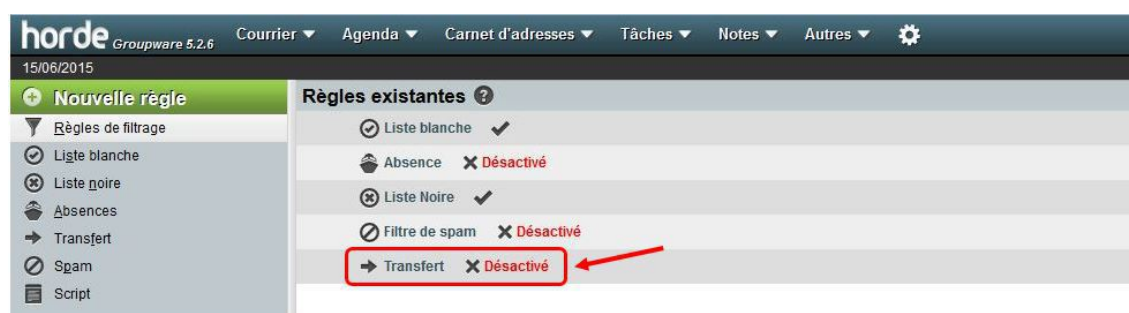 horde Groupware 5.2.6 Courrier Agenda Carnet d'adresses Tâches Notes Autres
15/06/2015
Nouvelle règle
Règles existantes
Règles de filtrage
Liste blanche
Liste blanche
Absence Désactivé
Liste noire
Liste Noire
Absences
Filtre de spam Désactivé
Transfert
Transfert Désactivé
Spam
Script